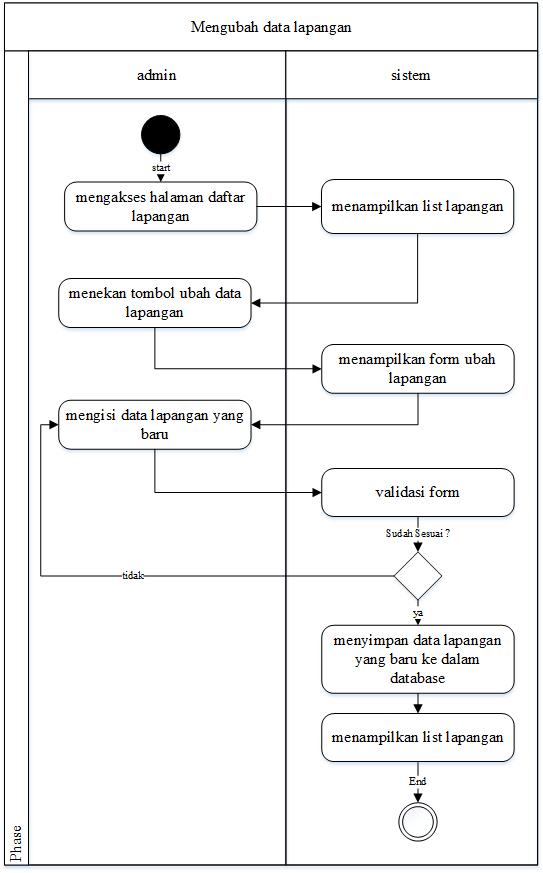 Mengubah data lapangan
admin
sistem
start
mengakses halaman daftar
lapangan
menampilkan list lapangan
menekan tombol ubah data
lapangan
menampilkan form ubah
lapangan
mengisi data lapangan yang
baru
validasi form
Sudah Sesuai ?
tidak
ya
menyimpan data lapangan
yang baru ke dalam
database
menampilkan list lapangan
End
Phase